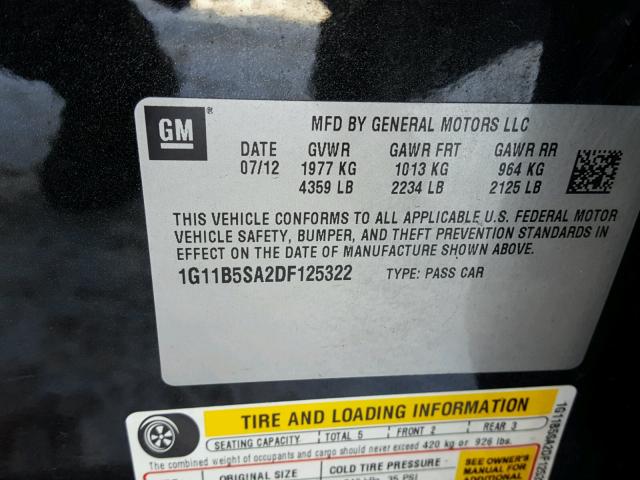 GM ®
MFD BY GENERAL MOTORS LLC
DATE GVWR GAWR FRT GAWR RR
07/12 1977 KG 1013 KG 964 KG
4359 LB 2234 LB 2125 LB
THIS VEHICLE CONFORMS TO ALL APPLICABLE U.S. FEDERAL MOTOR
VEHICLE SAFETY, BUMPER, AND THEFT PREVENTION STANDARDS IN
EFFECT ON THE DATE OF MANUFACTURE SHOWN ABOVE.
1G11B5SA2DF125322 TYPE: PASS CAR
TIRE AND LOADING INFORMATION
SEATING CAPACITY TOTAL 5 FRONT 2 REAR 3
The combined weight of occupants and cargo should never exceed 420 kg or 926 lbs.
ORIGINAL SIZE COLD TIRE PRESSURE
35 PSI
SEE OWNER'S
MANUAL FOR
ADDITIONAL